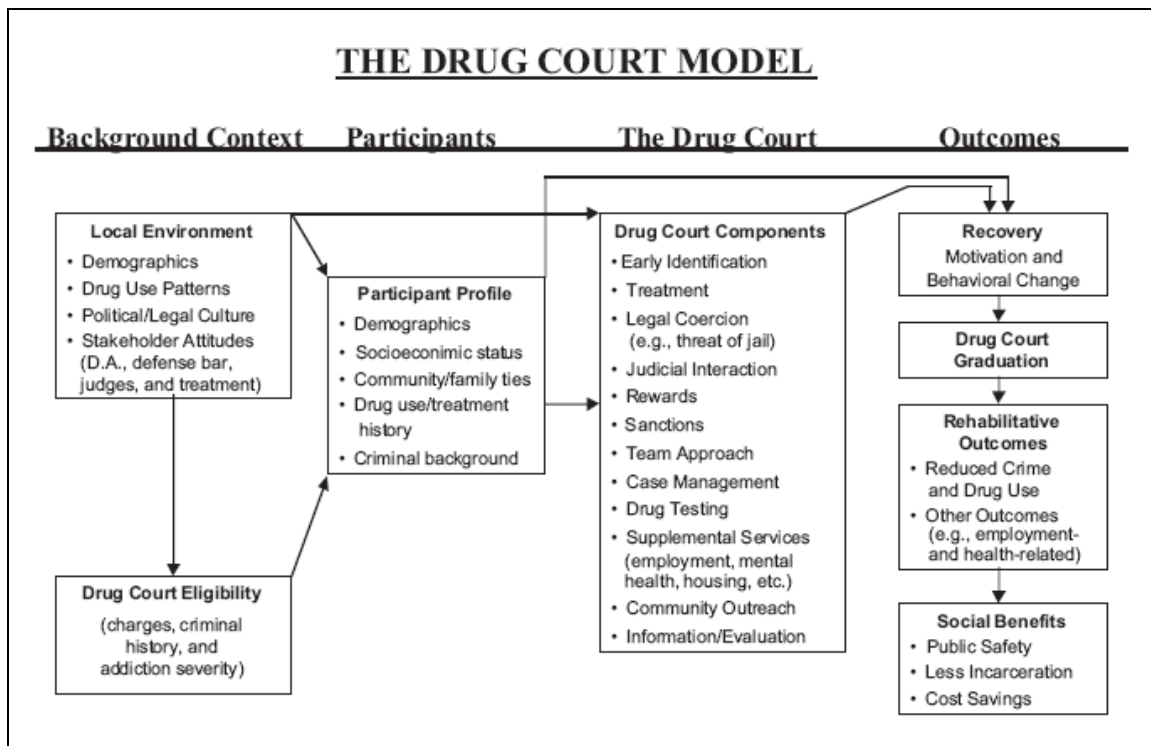 THE DRUG COURT MODEL
Background Context
Participants
The Drug Court
Outcomes
Local Environment
• Demographics
• Drug Use Patterns
• Political/Legal Culture
• Stakeholder Attitudes
(D.A., defense bar,
judges, and treatment)
Drug Court Eligibility
(charges, criminal
history, and
addiction severity)
Participant Profile
• Demographics
• Socioeconimic status
• Community/family ties
• Drug use/treatment
history
• Criminal background
Drug Court Components
• Early Identification
• Treatment
• Legal Coercion
(e.g., threat of jail)
• Judicial Interaction
• Rewards
• Sanctions
• Team Approach
• Case Management
• Drug Testing
• Supplemental Services
(employment, mental
health, housing, etc.)
• Community Outreach
• Information/Evaluation
Recovery
Motivation and
Behavioral Change
Drug Court
Graduation
Rehabilitative
Outcomes
• Reduced Crime
and Drug Use
• Other Outcomes
(e.g., employment-
and health-related)
Social Benefits
• Public Safety
• Less Incarceration
• Cost Savings